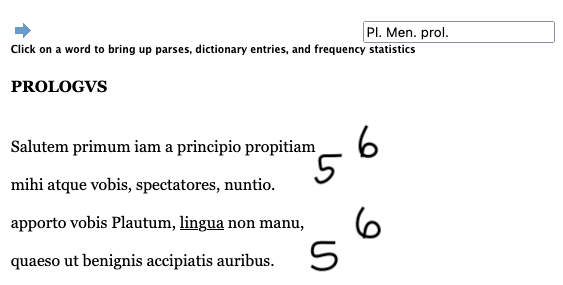 Pl. Men. prol.
Click on a word to bring up parses, dictionary entries, and frequency statistics
PROLOGVS
Salutem primum iam a principio propitiam 6
mihi atque vobis, spectatores, nuntio. 5
apporto vobis Plautum, lingua non manu, 6
quaeso ut benignis accipiatis auribus. 5